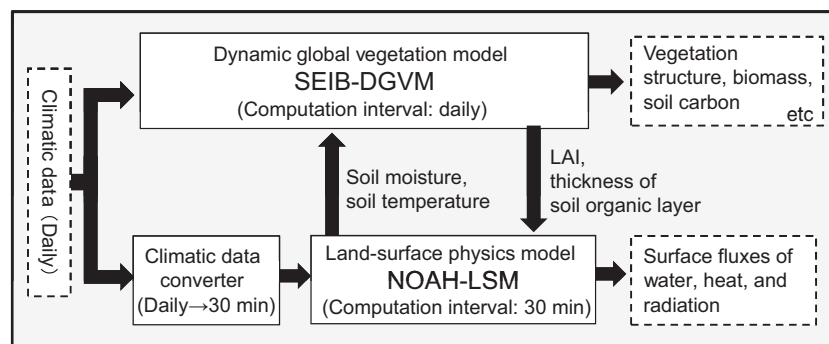 Dynamic global vegetation model
SEIB-DGVM
(Computation interval: daily)
Vegetation
structure, biomass,
soil carbon
etc
Climatic data (Daily)
Soil moisture,
soil temperature
LAI,
thickness of
soil organic layer
Climatic data
converter
(Daily→30 min)
Land-surface physics model
NOAH-LSM
(Computation interval: 30 min)
Surface fluxes of
water, heat, and
radiation